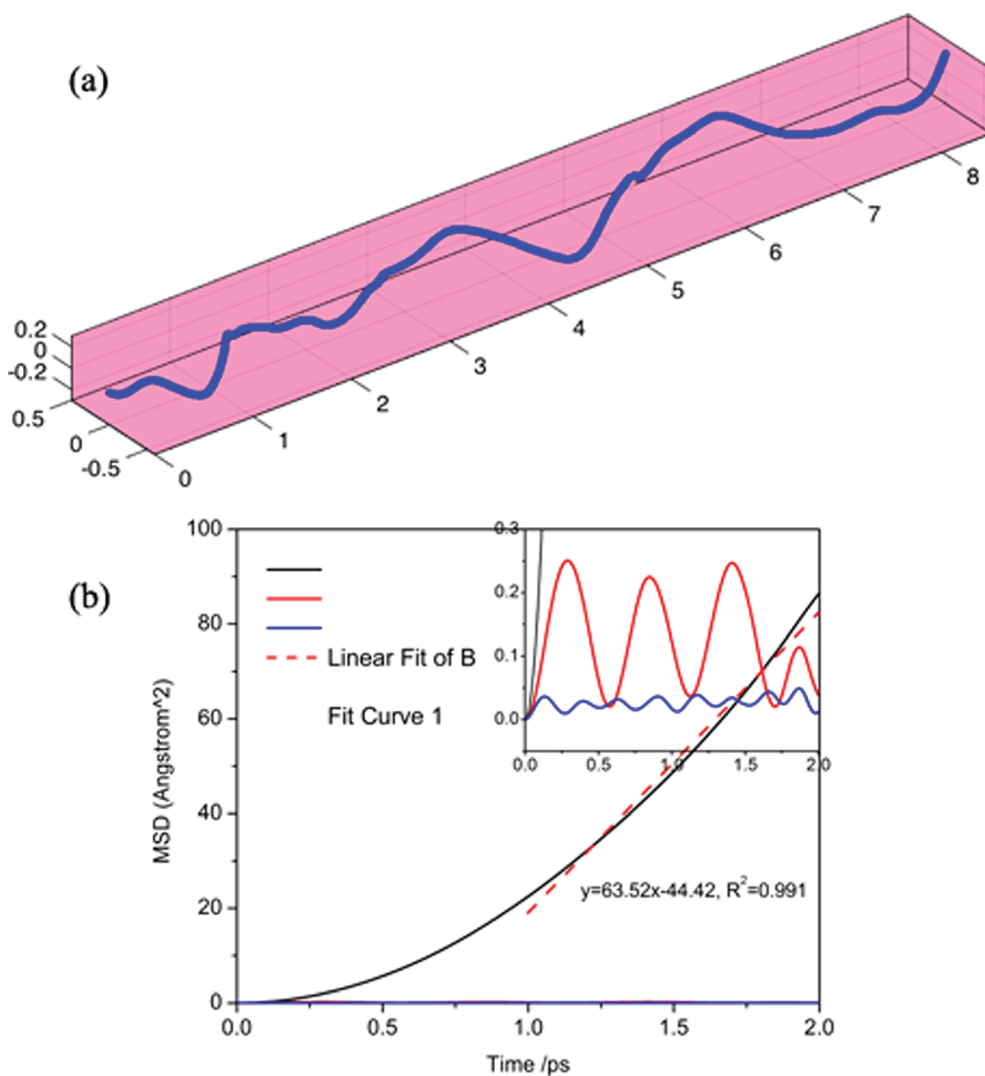 (a)
0.2
0
-0.2
0.5
0
-0.5
0
1
2
3
4
5
6
7
8
(b)
MSD (Angstrom^2)
100
80
60
40
20
0
0.0 0.5 1.0 1.5 2.0
Time /ps
Linear Fit of B
Fit Curve 1
0.3
0.2
0.1
0.0
0.0 0.5 1.0 1.5 2.0
y=63.52x-44.42, R²=0.991